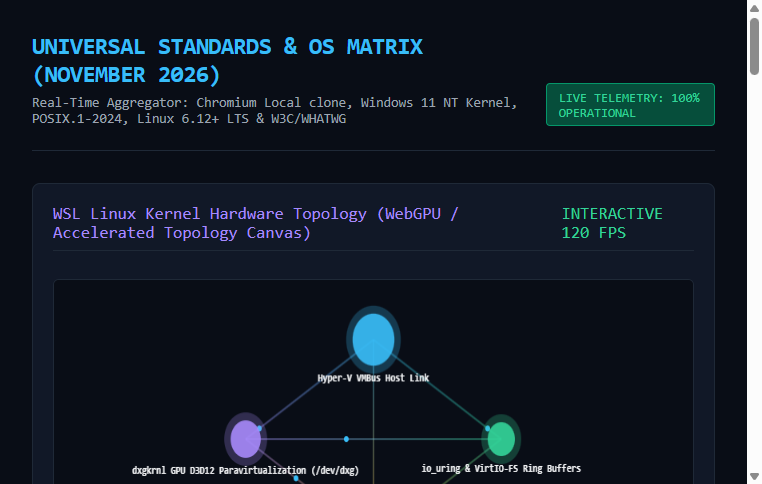 UNIVERSAL STANDARDS & OS MATRIX
(NOVEMBER 2026)
Real-Time Aggregator: Chromium Local clone, Windows 11 NT Kernel,
POSIX.1-2024, Linux 6.12+ LTS & W3C/WHATWG
LIVE TELEMETRY: 100%
OPERATIONAL
WSL Linux Kernel Hardware Topology (WebGPU /
Accelerated Topology Canvas)
INTERACTIVE
120 FPS
Hyper-V VMBus Host Link
dxgkrnl GPU D3D12 Paravirtualization (/dev/dxg)
io_uring & VirtIO-FS Ring Buffers